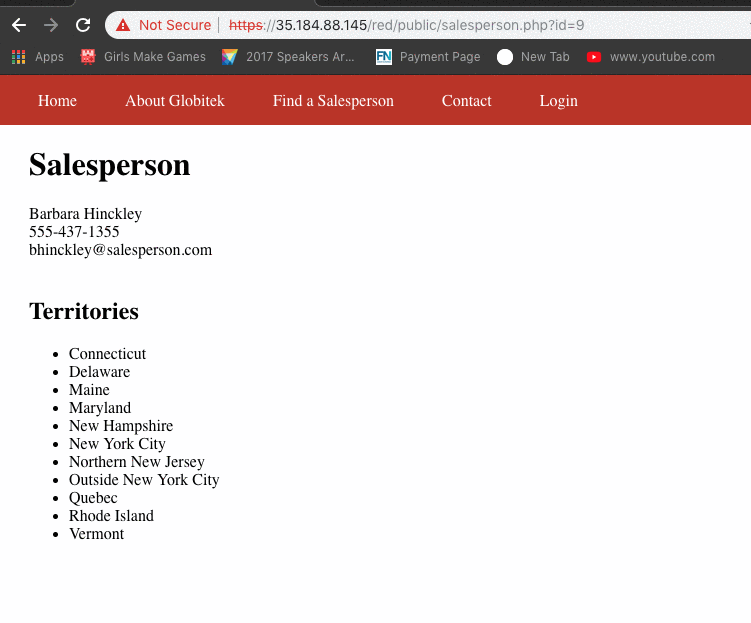 Not Secure | https://35.184.88.145/red/public/salesperson.php?id=9
Apps Girls Make Games 2017 Speakers Ar... FN Payment Page New Tab www.youtube.com
Home About Globitek Find a Salesperson Contact Login
Salesperson
Barbara Hinckley
555-437-1355
bhinckley@salesperson.com
Territories
• Connecticut
• Delaware
• Maine
• Maryland
• New Hampshire
• New York City
• Northern New Jersey
• Outside New York City
• Quebec
• Rhode Island
• Vermont